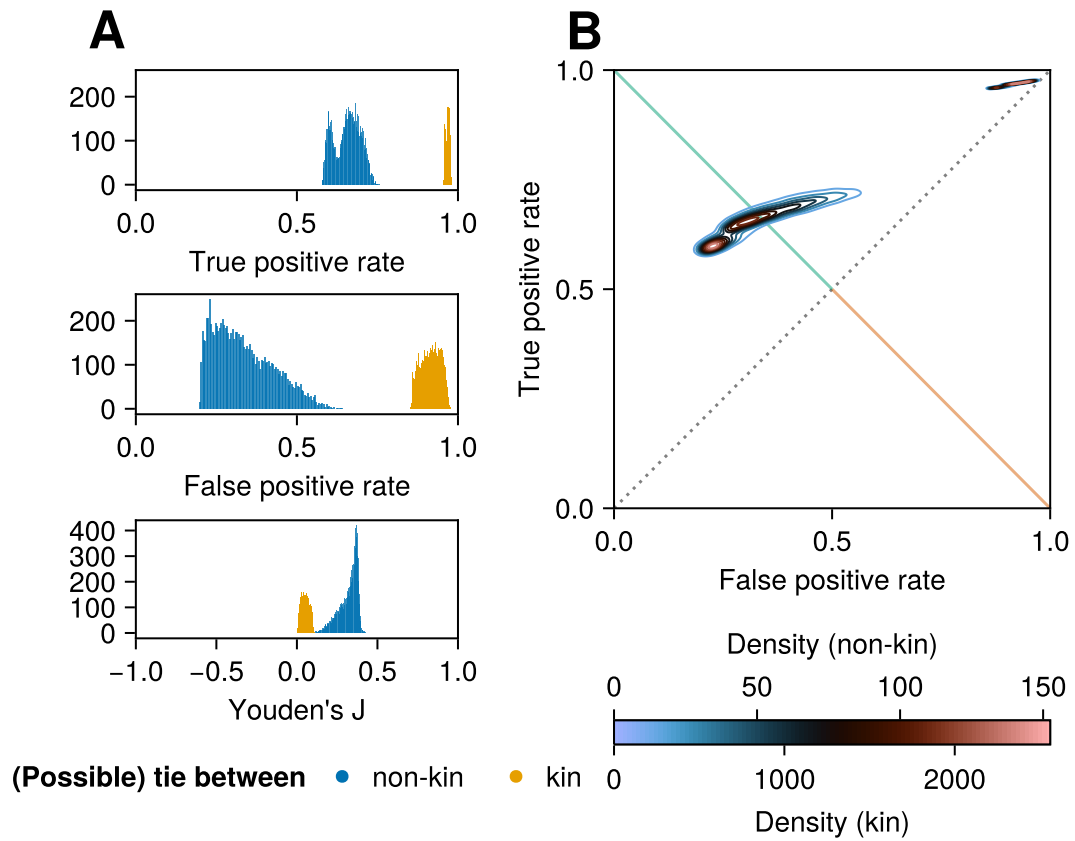 A
200
100
0
0.0 0.5 1.0
True positive rate
200
100
0
0.0 0.5 1.0
False positive rate
400
300
200
100
0
−1.0 −0.5 0.0 0.5 1.0
Youden's J
(Possible) tie between non-kin kin
B
1.0
0.5
0.0
True positive rate
0.0 0.5 1.0
False positive rate
Density (non-kin)
0 50 100 150
0 1000 2000
Density (kin)